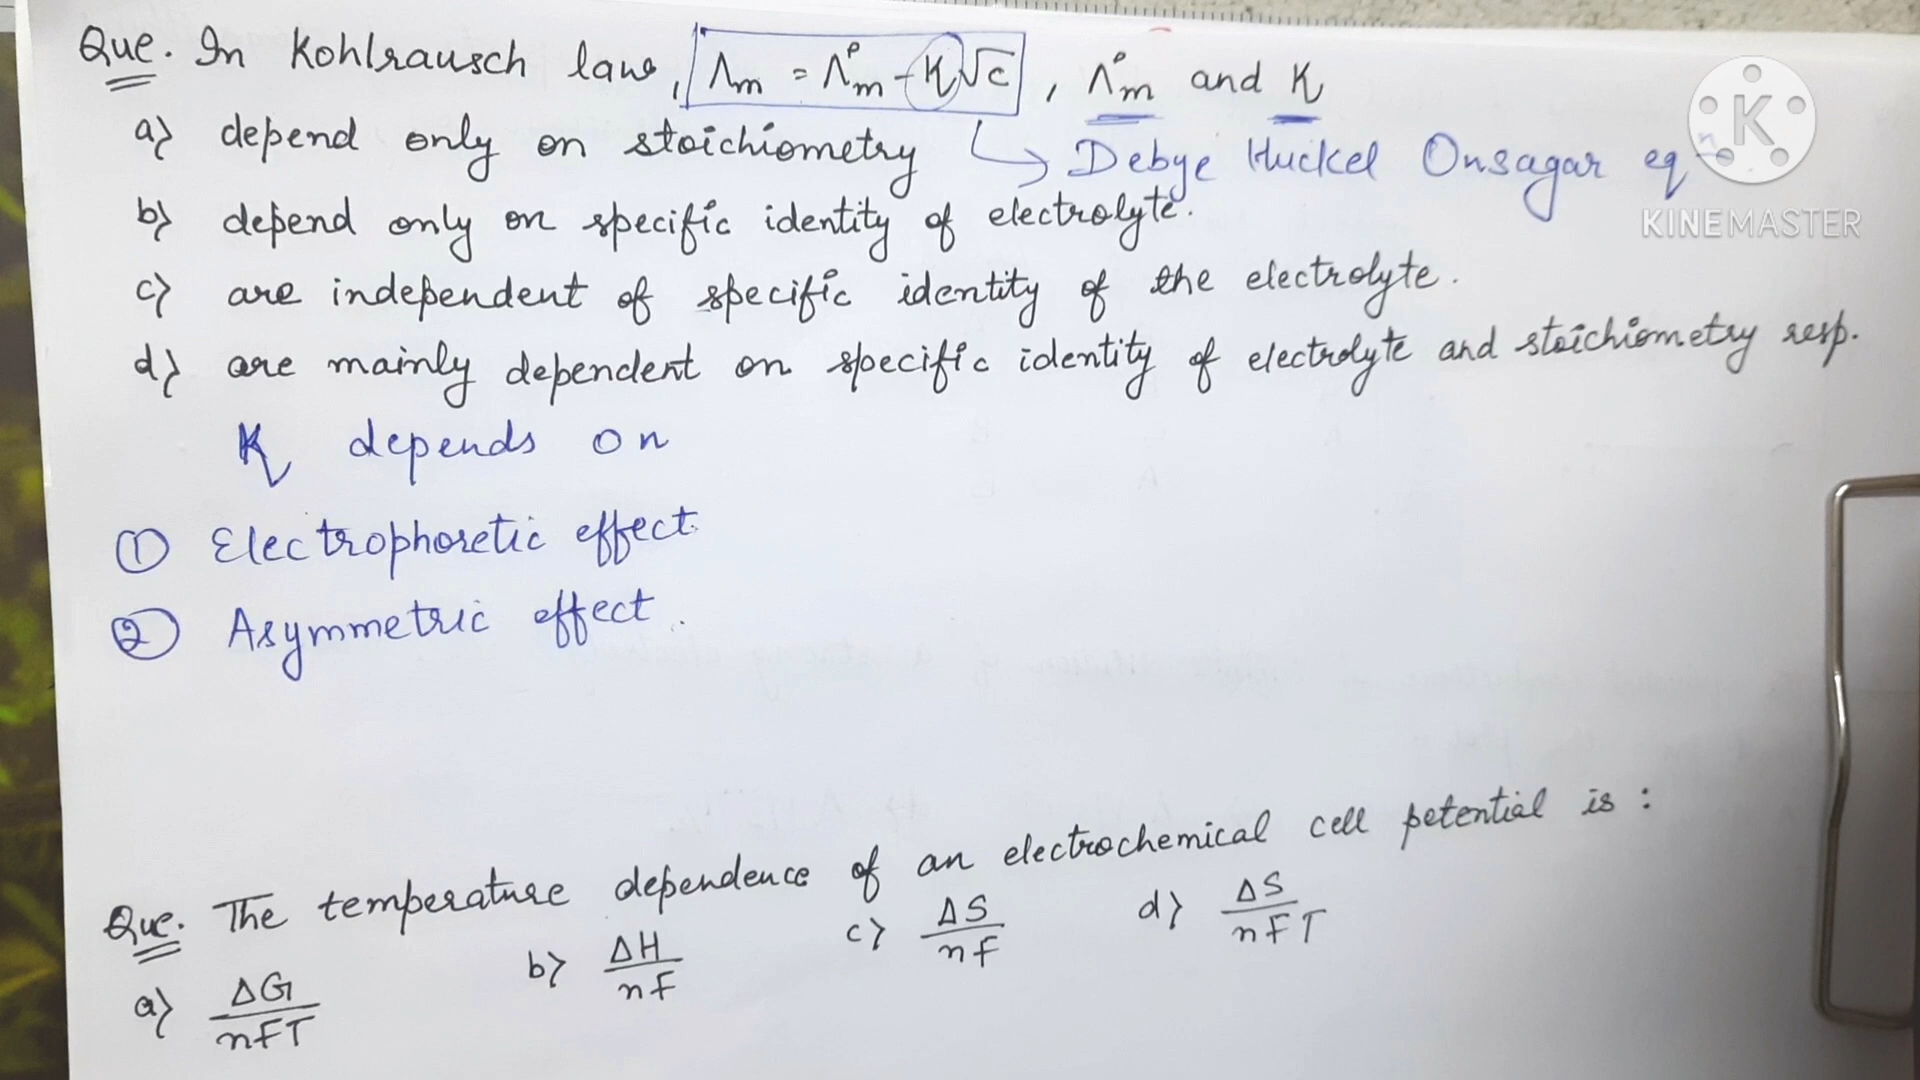 Que. In Kohlrausch law, Λm = Λ°m - K√c, Λ°m and K
a) depend only on stoichiometry
↳ Debye Huckel Onsagar eqn
b) depend only on specific identity of electrolyte.
c) are independent of specific identity of the electrolyte.
d) are mainly dependent on specific identity of electrolyte and stoichiometry resp.
K depends on
① Electrophoretic effect.
② Asymmetric effect.
Que. The temperature dependence of an electrochemical cell potential is :
a) ΔG/nFT b) ΔH/nF c) ΔS/nF d) ΔS/nFT
K
KINEMASTER